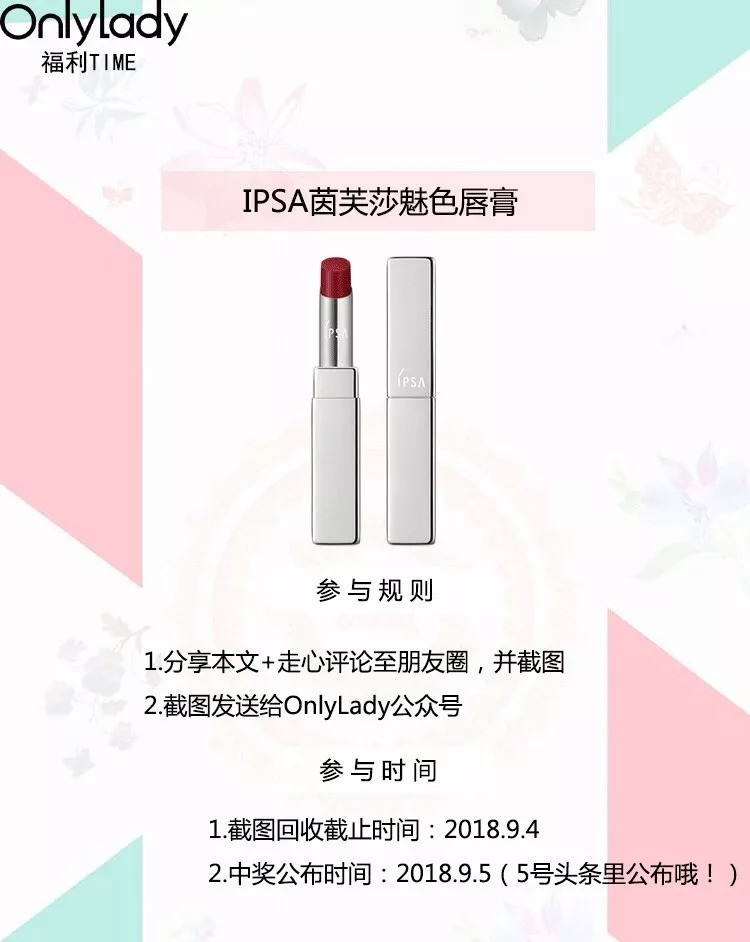 OnlyLady
福利TIME
IPSA茵芙莎魅色唇膏
IPSA
IPSA
参与规则
1.分享本文+走心评论至朋友圈，并截图
2.截图发送给OnlyLady公众号
参与时间
1.截图回收截止时间：2018.9.4
2.中奖公布时间：2018.9.5（5号头条里公布哦！）